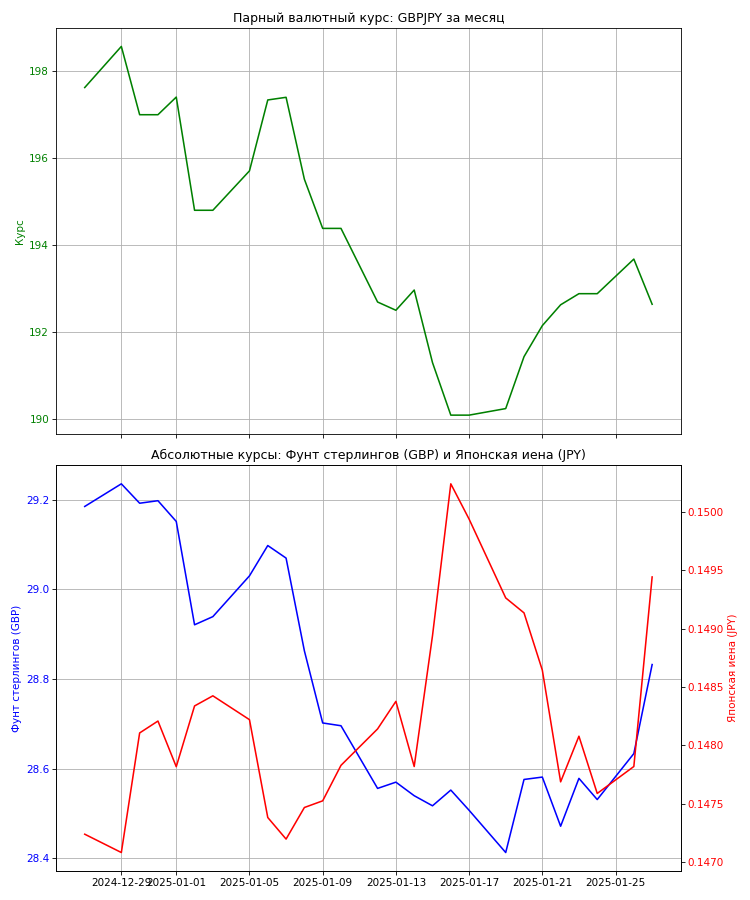 Парный валютный курс: GBPJPY за месяц
198
196
194
192
190
Курс
Абсолютные курсы: Фунт стерлингов (GBP) и Японская иена (JPY)
29.2
29.0
28.8
28.6
28.4
Фунт стерлингов (GBP)
0.1500
0.1495
0.1490
0.1485
0.1480
0.1475
0.1470
Японская иена (JPY)
2024-12-29 2025-01-01 2025-01-05 2025-01-09 2025-01-13 2025-01-17 2025-01-21 2025-01-25